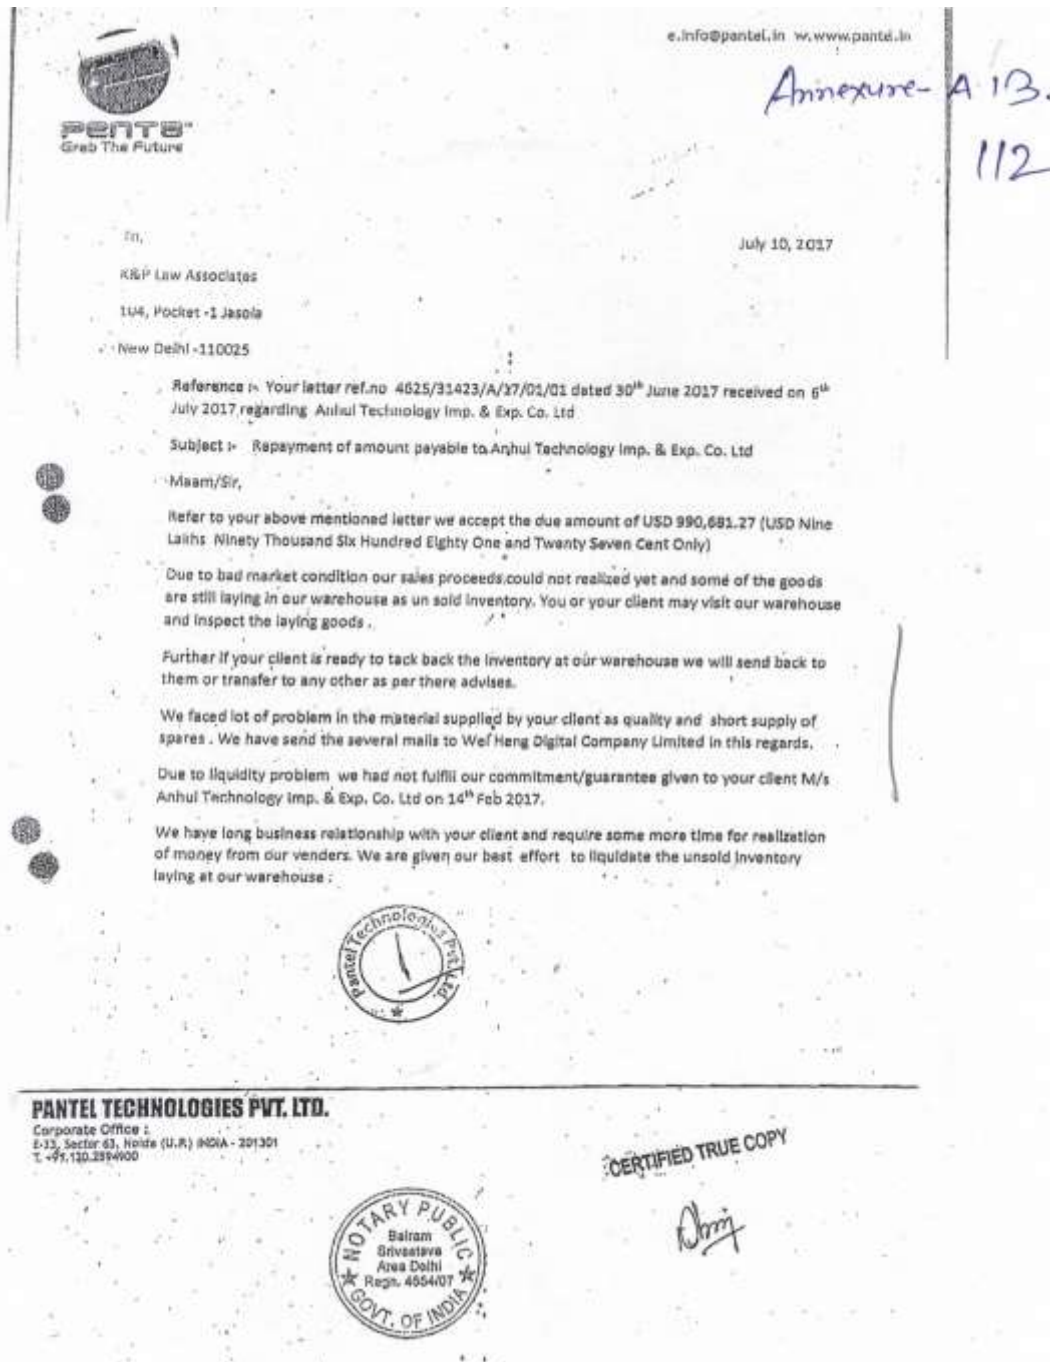 e.info@pantel.in w.www.pantel.in
Annexure- A 13.
112
PENTA™
Grab The Future
To,
July 10, 2017
K&P Law Associates
104, Pocket -1 Jasola
New Delhi -110025
Reference :- Your letter ref.no 4625/31423/A/17/01/01 dated 30th June 2017 received on 6th
July 2017 regarding Anhui Technology Imp. & Exp. Co. Ltd
Subject :- Repayment of amount payable to Anhui Technology Imp. & Exp. Co. Ltd
Maam/Sir,
Refer to your above mentioned letter we accept the due amount of USD 990,681.27 (USD Nine
Lakhs Ninety Thousand Six Hundred Eighty One and Twenty Seven Cent Only)
Due to bad market condition our sales proceeds could not realized yet and some of the goods
are still laying in our warehouse as un sold inventory. You or your client may visit our warehouse
and inspect the laying goods .
Further if your client is ready to tack back the inventory at our warehouse we will send back to
them or transfer to any other as per there advises.
We faced lot of problem in the material supplied by your client as quality and short supply of
spares . We have send the several mails to Wei Heng Digital Company Limited in this regards.
Due to liquidity problem we had not fulfill our commitment/guarantee given to your client M/s
Anhui Technology Imp. & Exp. Co. Ltd on 14th Feb 2017.
We have long business relationship with your client and require some more time for realization
of money from our venders. We are given our best effort to liquidate the unsold inventory
laying at our warehouse .
Pantel Technologies Pvt. Ltd.
PANTEL TECHNOLOGIES PVT. LTD.
Corporate Office :
E-33, Sector 63, Noida (U.P.) INDIA - 201301
T. +91.120.2594900
CERTIFIED TRUE COPY
NOTARY PUBLIC
Balram
Srivastava
Area Delhi
Regn. 4554/07
GOVT. OF INDIA